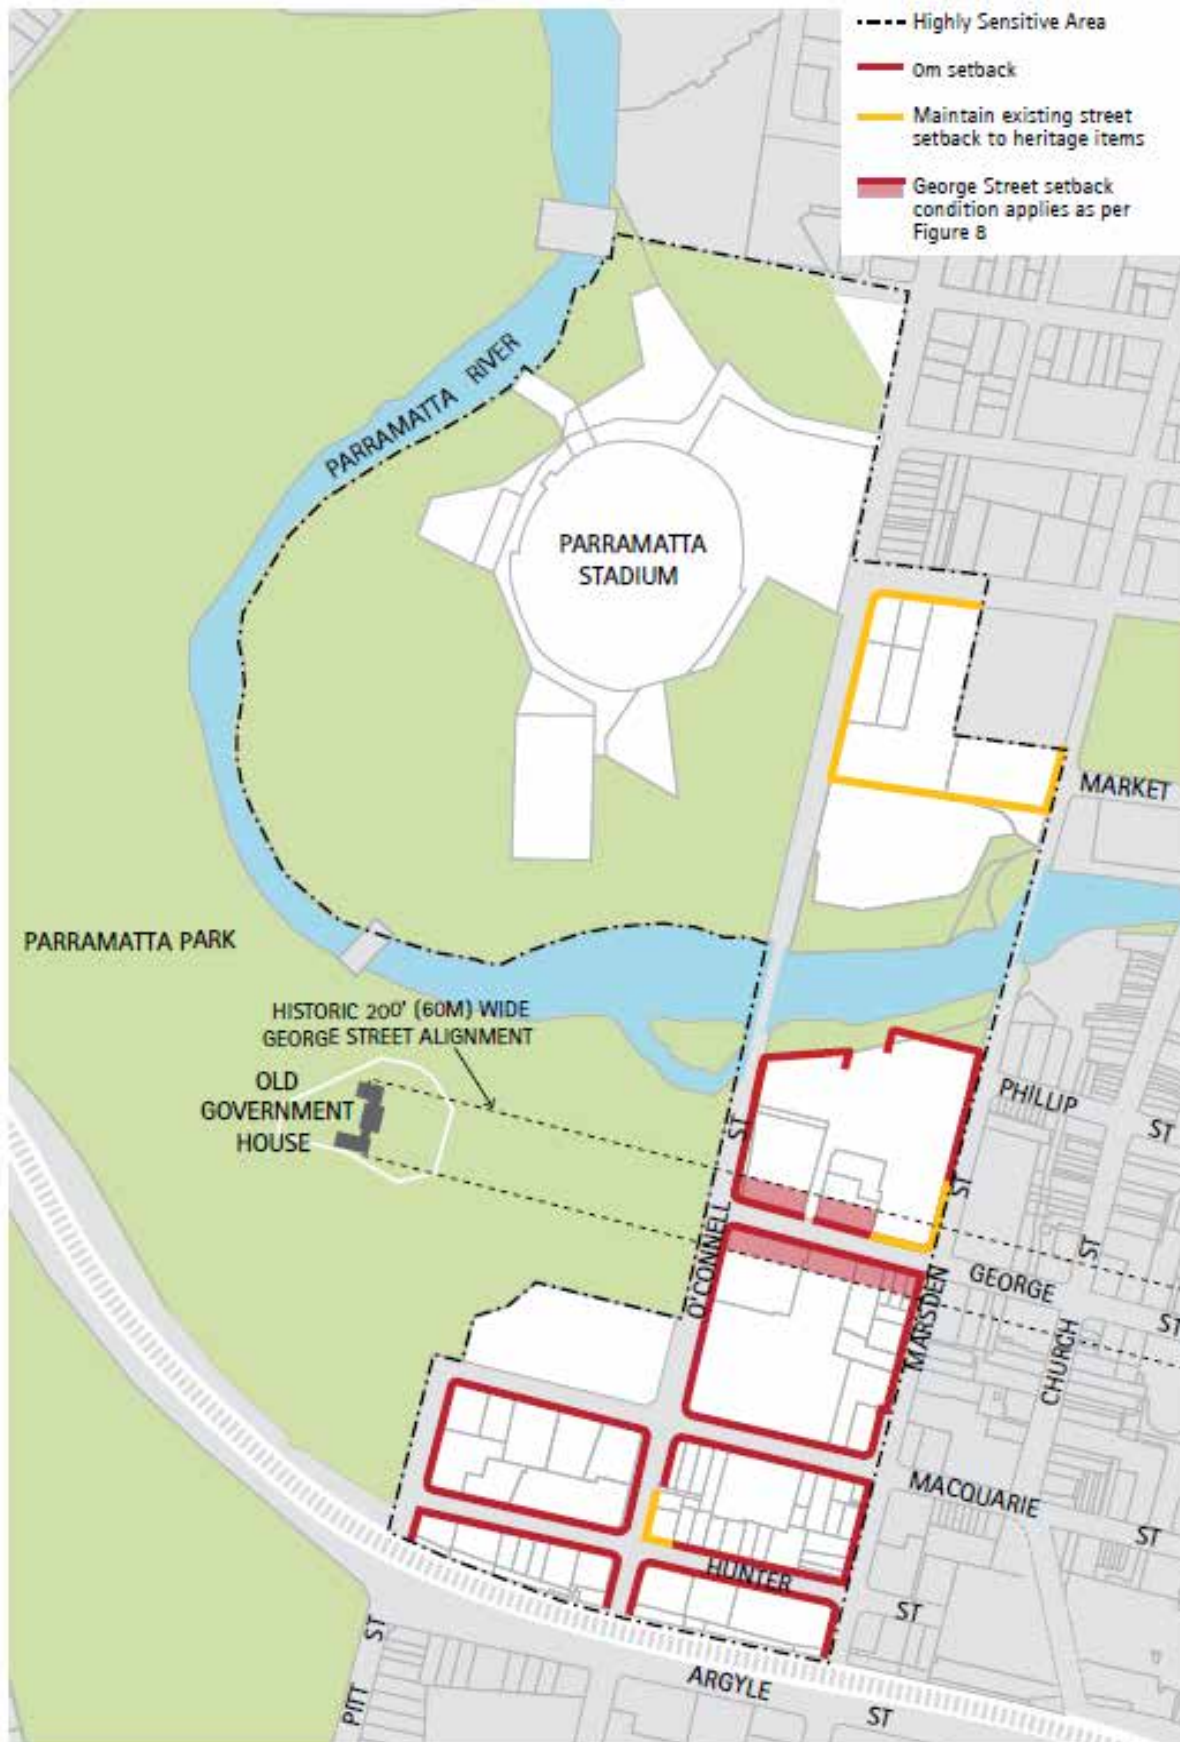 Highly Sensitive Area
0m setback
Maintain existing street
setback to heritage items
George Street setback
condition applies as per
Figure 8
PARRAMATTA RIVER
PARRAMATTA
STADIUM
MARKET
PARRAMATTA PARK
HISTORIC 200' (60M) WIDE
GEORGE STREET ALIGNMENT
OLD
GOVERNMENT
HOUSE
PHILLIP
ST
ST
ST
O'CONNELL
ST
GEORGE
ST
MARSDEN
CHURCH
ST
MACQUARIE
ST
HUNTER
ST
ARGYLE
ST
PITT
ST